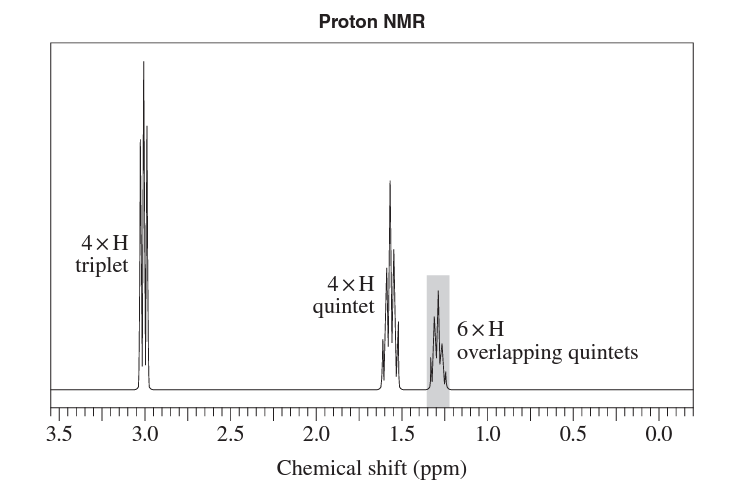 Proton NMR
4×H
triplet
4×H
quintet
6×H
overlapping quintets
3.5 3.0 2.5 2.0 1.5 1.0 0.5 0.0
Chemical shift (ppm)